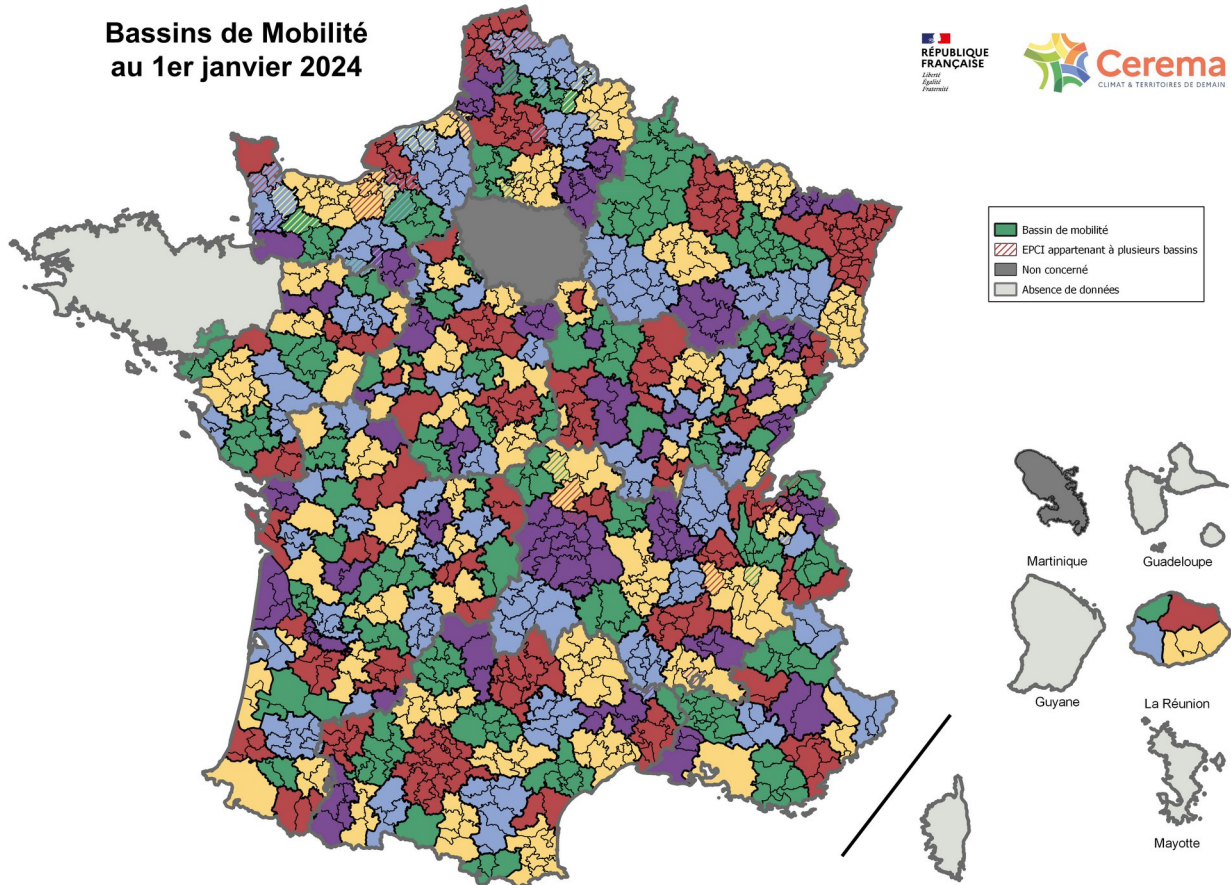 Bassins de Mobilité
au 1er janvier 2024
RÉPUBLIQUE
FRANÇAISE
Liberté
Égalité
Fraternité
Cerema
CLIMAT & TERRITOIRES DE DEMAIN
Bassin de mobilité
EPCI appartenant à plusieurs bassins
Non concerné
Absence de données
Martinique
Guadeloupe
Guyane
La Réunion
Mayotte